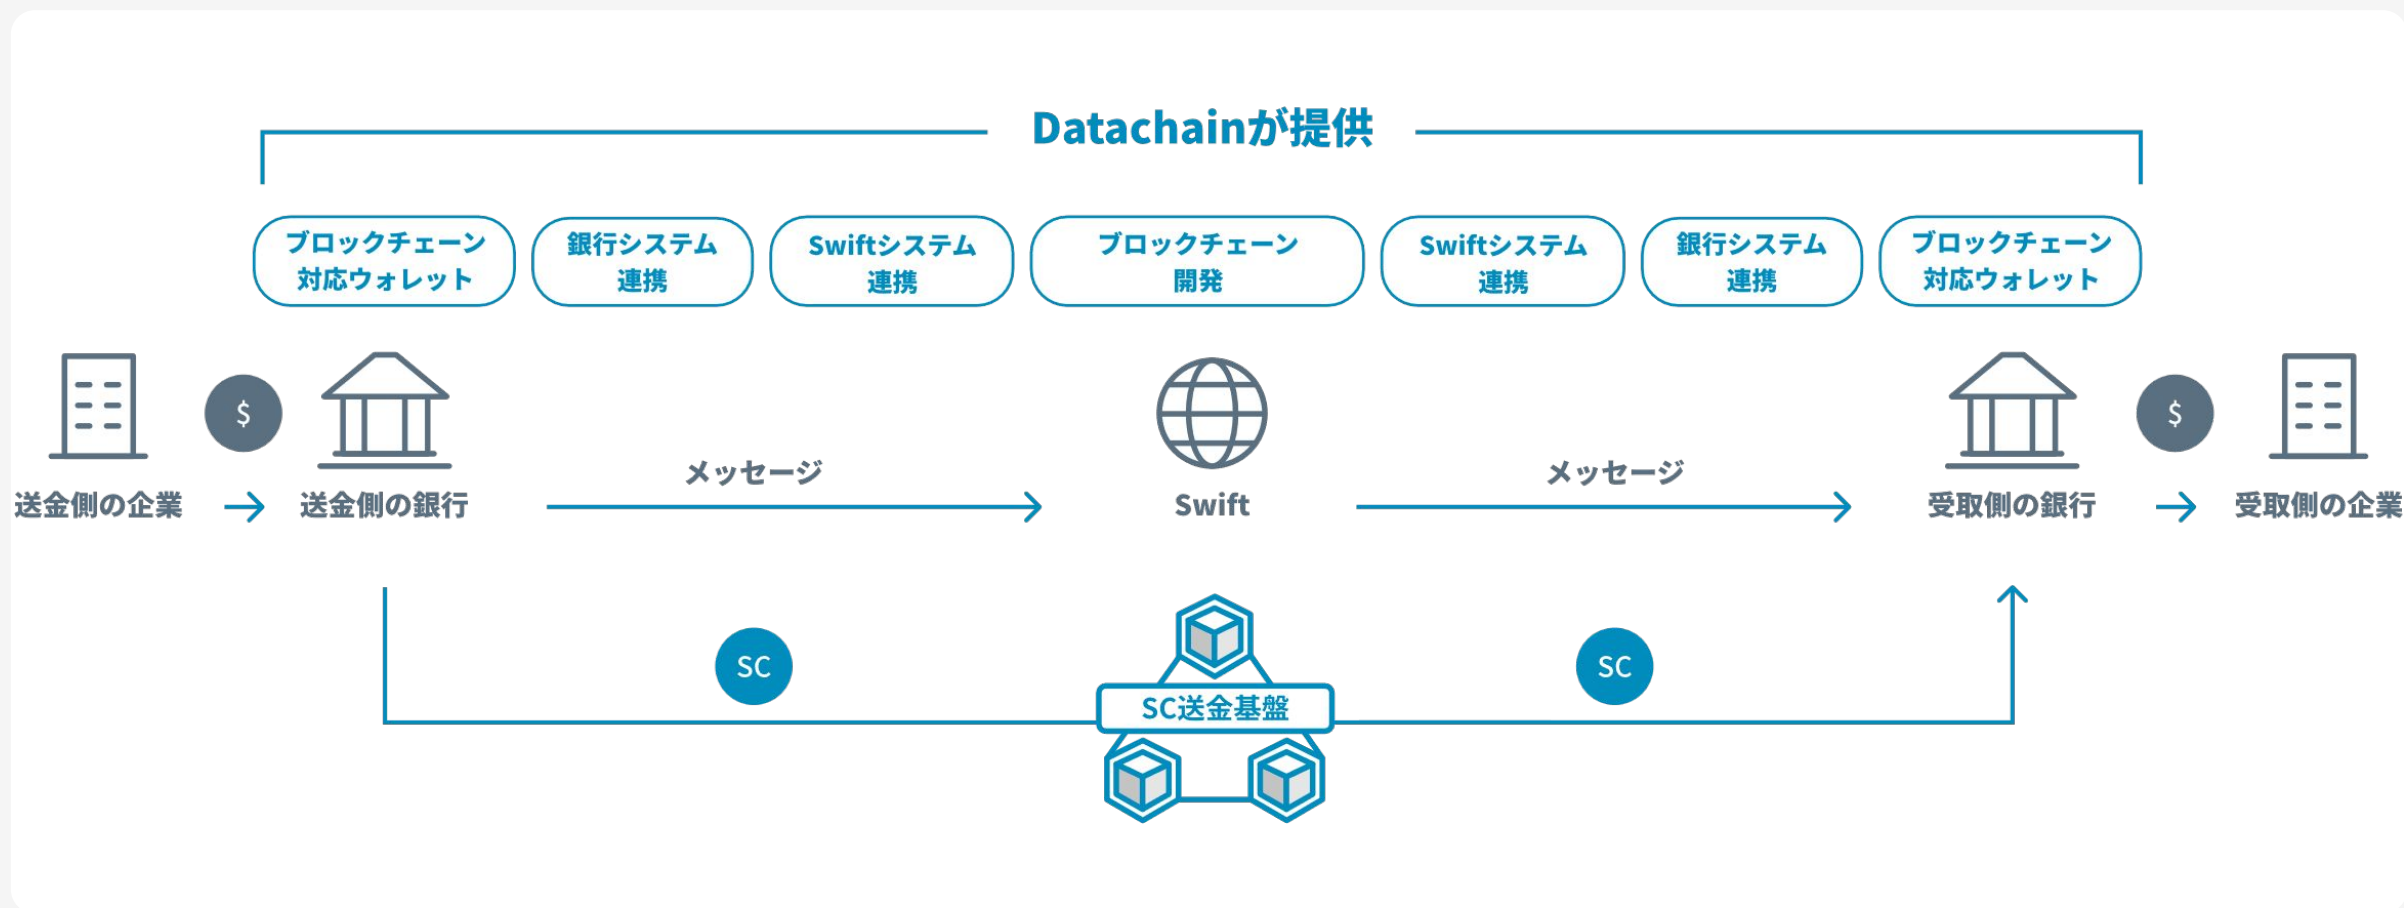 Datachainが提供
ブロックチェーン
対応ウォレット
銀行システム
連携
Swiftシステム
連携
ブロックチェーン
開発
Swiftシステム
連携
銀行システム
連携
ブロックチェーン
対応ウォレット
$
$
メッセージ
メッセージ
送金側の企業
送金側の銀行
Swift
受取側の銀行
受取側の企業
SC
SC
SC送金基盤